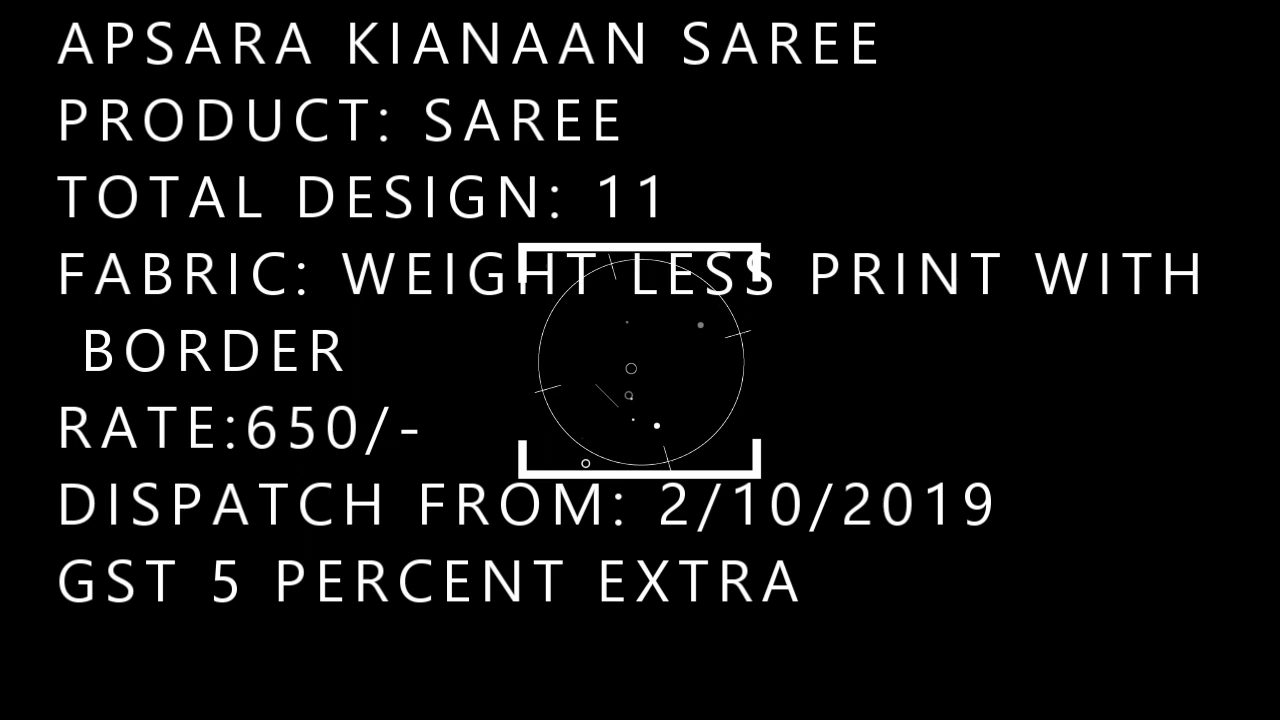 APSARA KIANAAN SAREE
PRODUCT: SAREE
TOTAL DESIGN: 11
FABRIC: WEIGHT LESS PRINT WITH
BORDER
RATE:650/-
DISPATCH FROM: 2/10/2019
GST 5 PERCENT EXTRA